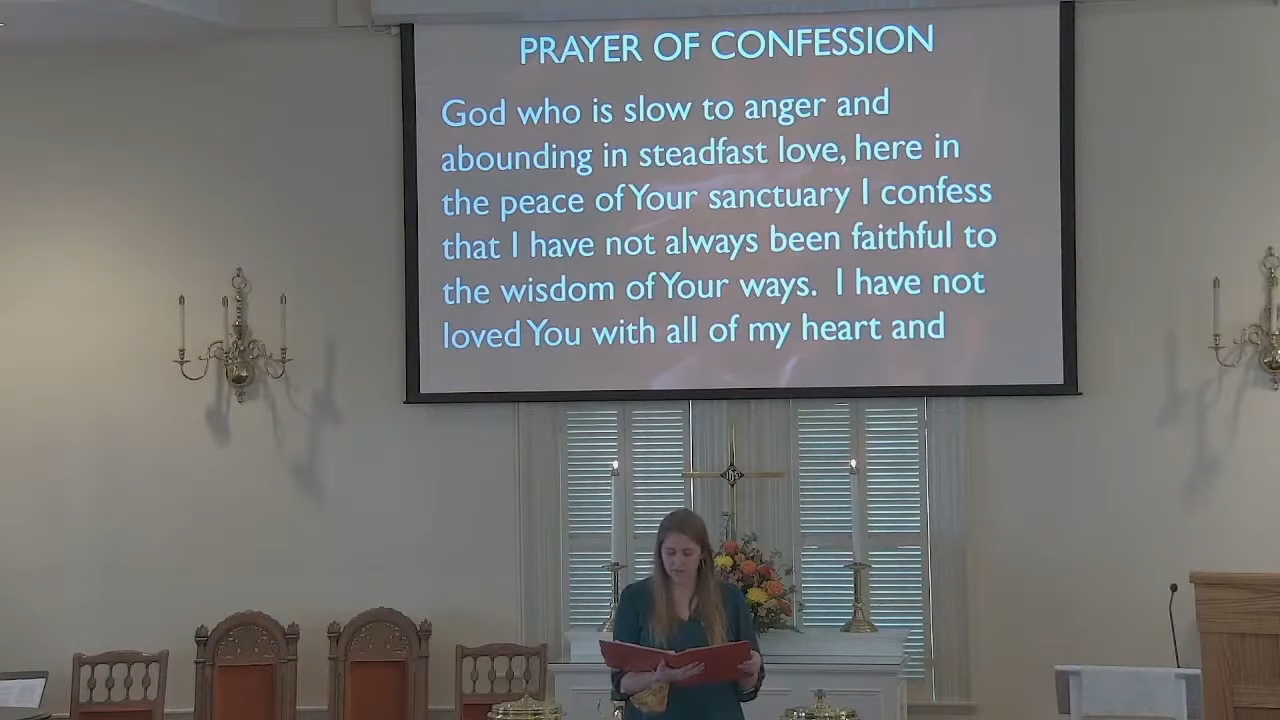 PRAYER OF CONFESSION
God who is slow to anger and
abounding in steadfast love, here in
the peace of Your sanctuary I confess
that I have not always been faithful to
the wisdom of Your ways.  I have not
loved You with all of my heart and
IHS